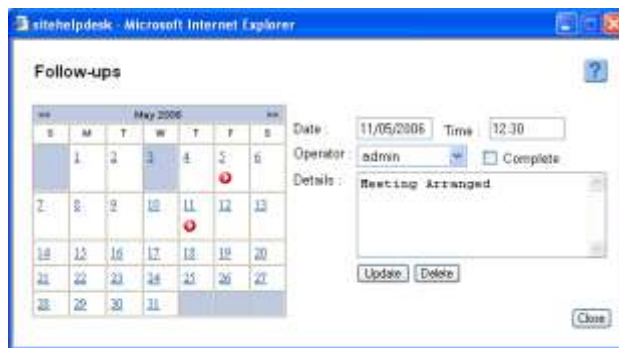 sitehelpdesk - Microsoft Internet Explorer
Follow-ups
?
<< May 2006 >>
S M T W T F S
1 2 3 4 5 6
7 8 9 10 11 12 13
14 15 16 17 18 19 20
21 22 23 24 25 26 27
28 29 30 31
Date : 11/05/2006 Time : 12:30
Operator : admin Complete
Details : Meeting Arranged
Update Delete
Close